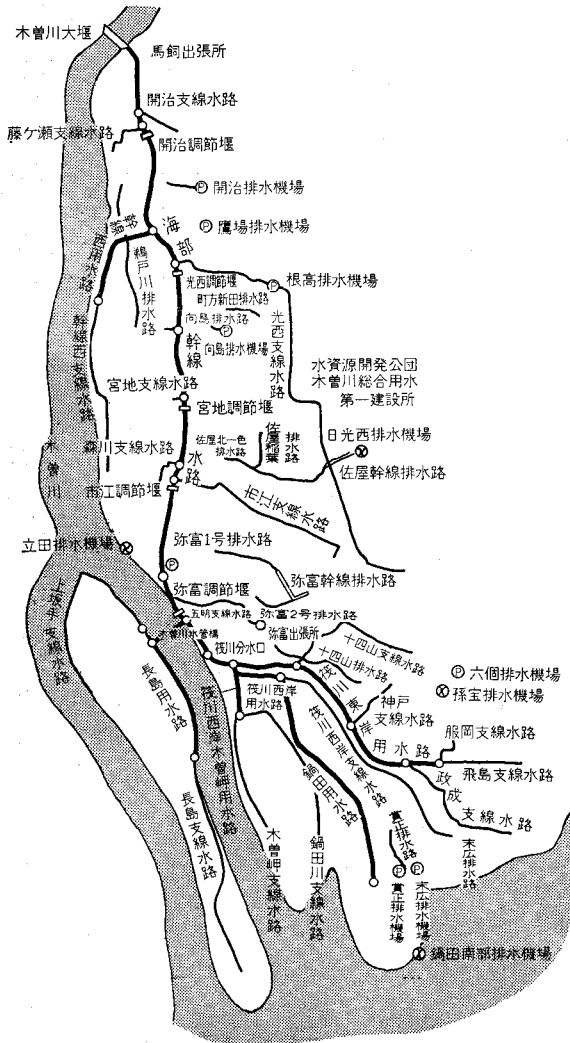 木曽川大堰
馬飼出張所
開治支線水路
藤ケ瀬支線水路
開治調節堰
Ⓟ 開治排水機場
Ⓟ 鷹場排水機場
幹線
海部
西用水路
鵜戸川排水路
光西調節堰
Ⓟ 根高排水機場
町方新田排水路
向島排水路
Ⓟ
向島排水機場
光西支線水路
幹線
幹線西支線水路
水資源開発公団
木曽川総合用水
第一建設所
宮地支線水路
宮地調節堰
佐屋北一色
排水路
佐屋稲葉
排水路
日光西排水機場
佐屋幹線排水路
森川支線水路
水路
木曽川
市江調節堰
市江支線水路
立田排水機場
弥富1号排水路
Ⓟ
弥富幹線排水路
弥富調節堰
上坂手支線水路
五明支線水路
弥富2号排水路
木曽川水管橋
弥富出張所
筏川分水口
十四山支線水路
十四山排水路
長島用水路
筏川西岸
用水路
筏川東岸
用水路
神戸
支線水路
Ⓟ 六個排水機場
孫宝排水機場
服岡支線水路
飛島支線水路
政成
支線水路
筏川西岸支線水路
筏川西岸木曽岬用水路
鍋田用水路
長島支線水路
木曽岬支線水路
鍋田川支線水路
賞正排水路
末広排水路
Ⓟ
Ⓟ
賞正排水機場
末広排水機場
鍋田南部排水機場